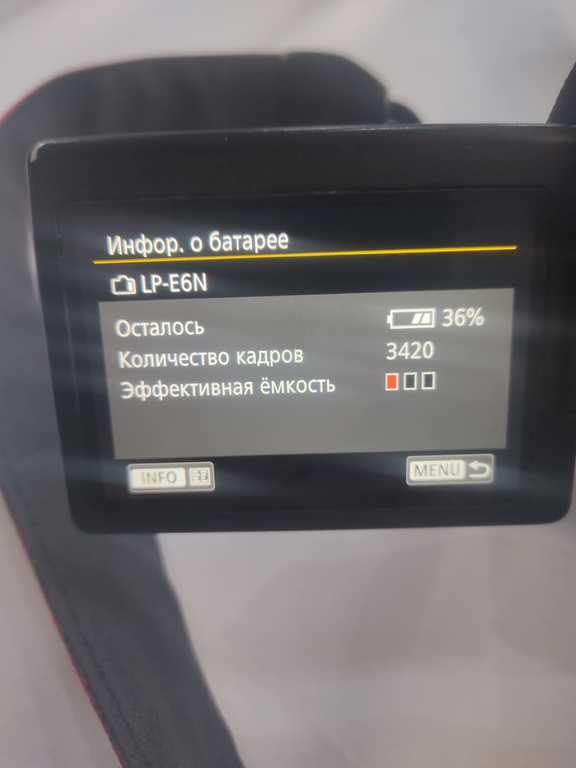 Инфор. о батарее
LP-E6N
Осталось 36%
Количество кадров 3420
Эффективная ёмкость
INFO MENU